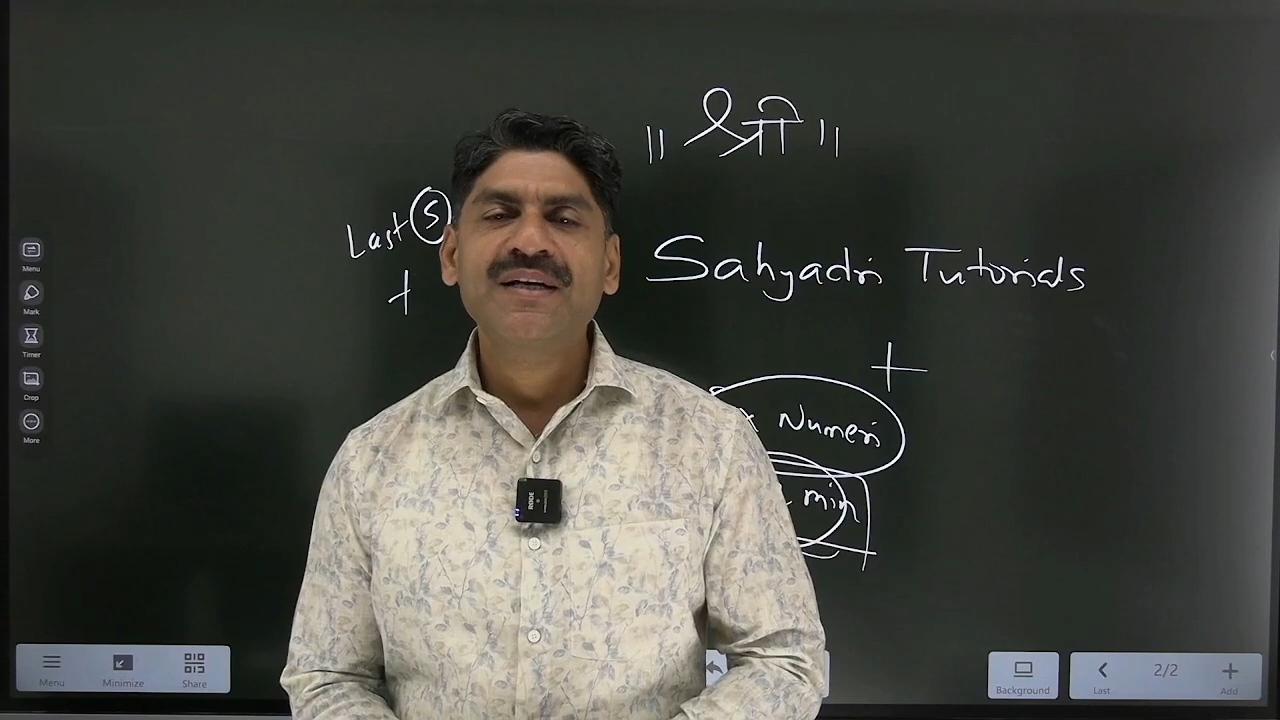 ॥ श्री ॥
Last 5
+
Sahyadri Tutorials
+
Numeri
min
Menu
Mark
Timer
Crop
More
RODE
Menu
Minimize
Share
Background
Last
2/2
Add